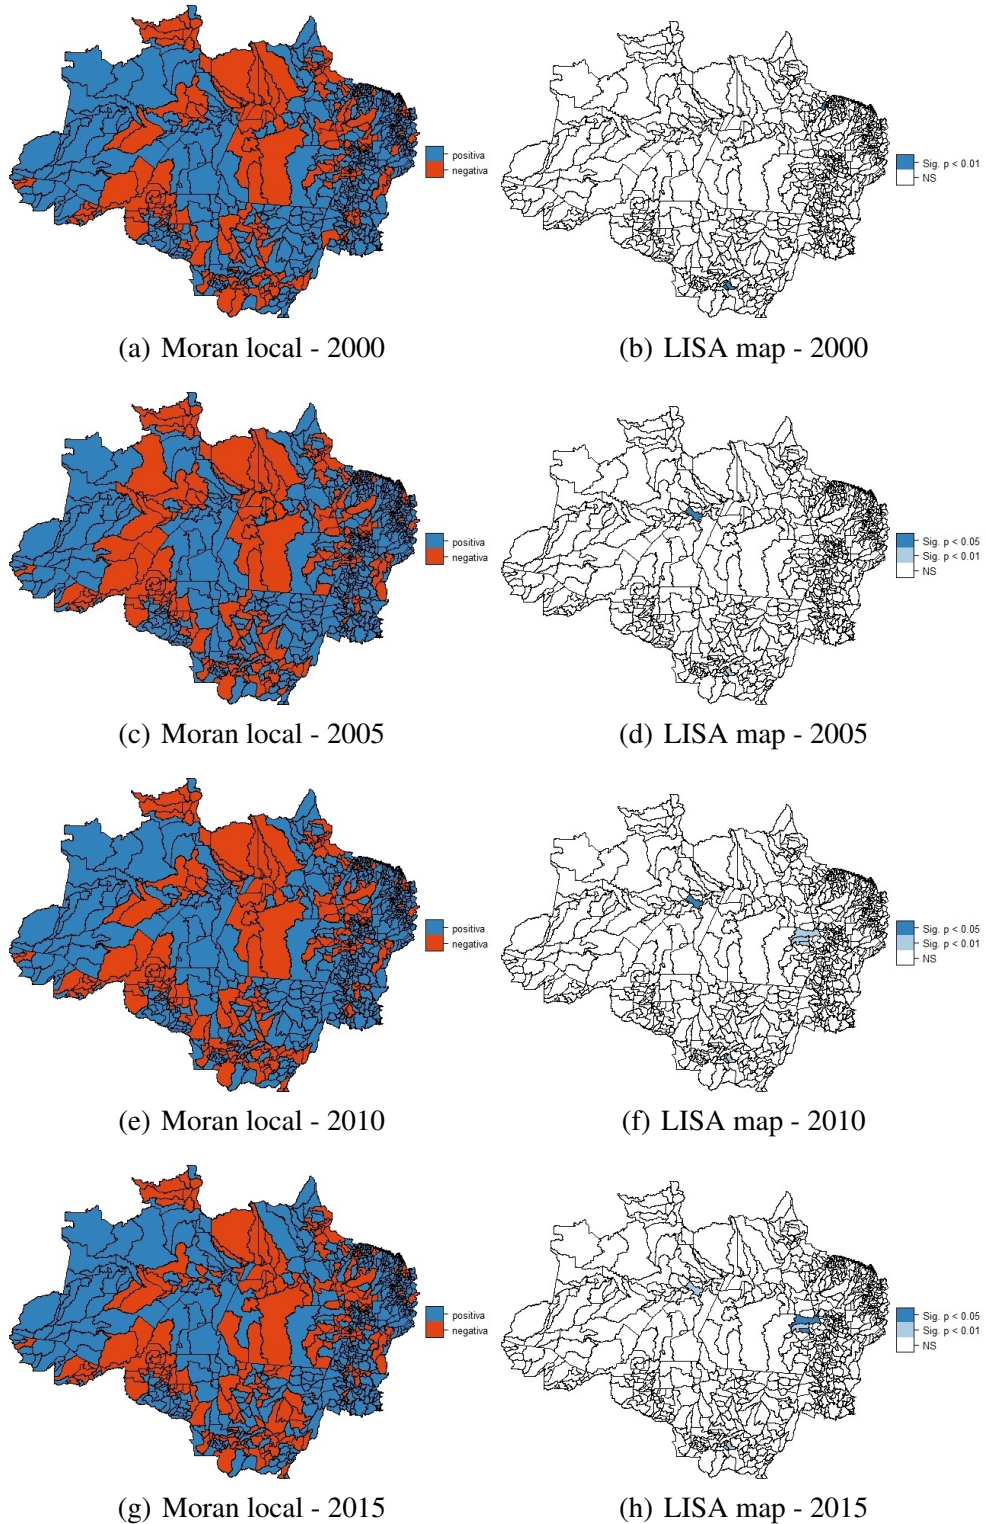 positiva
negativa
Sig. p < 0.01
NS
(a) Moran local - 2000
(b) LISA map - 2000
positiva
negativa
Sig. p < 0.05
Sig. p < 0.01
NS
(c) Moran local - 2005
(d) LISA map - 2005
positiva
negativa
Sig. p < 0.05
Sig. p < 0.01
NS
(e) Moran local - 2010
(f) LISA map - 2010
positiva
negativa
Sig. p < 0.05
Sig. p < 0.01
NS
(g) Moran local - 2015
(h) LISA map - 2015